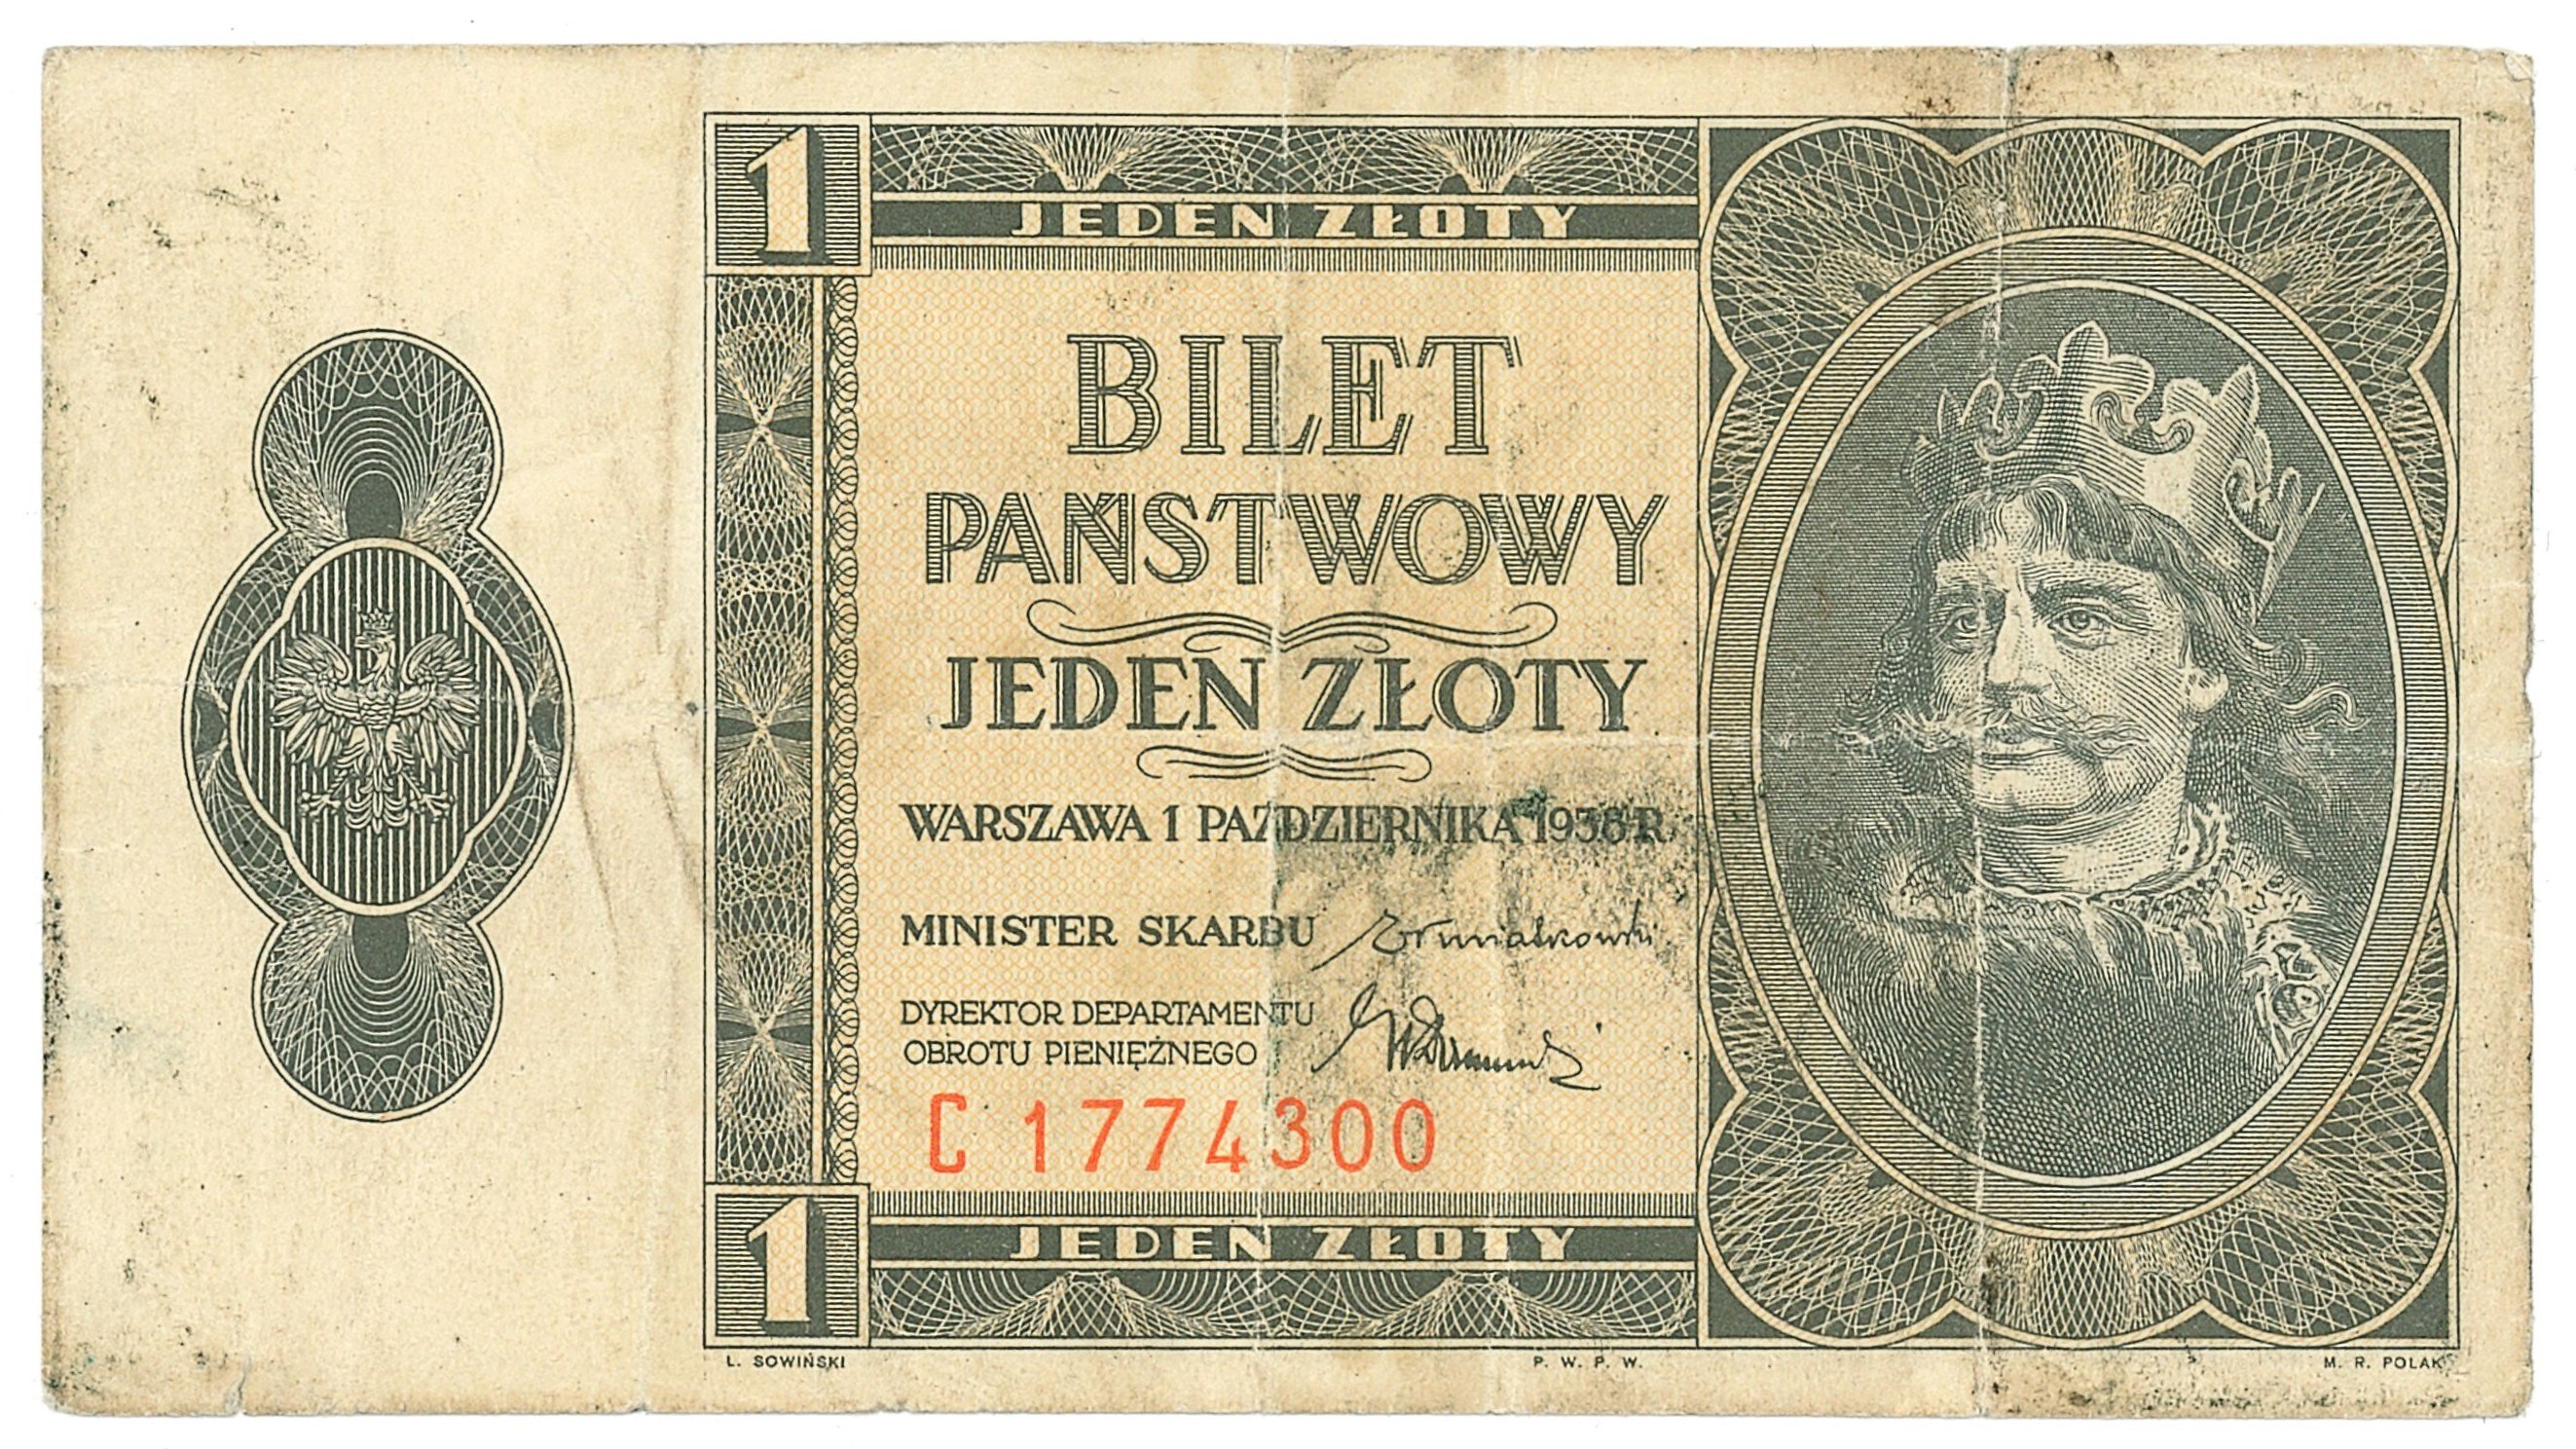 1
JEDEN ZŁOTY
BILET
PAŃSTWOWY
JEDEN ZŁOTY
WARSZAWA 1 PAŹDZIERNIKA 1938 R.
MINISTER SKARBU
DYREKTOR DEPARTAMENTU
OBROTU PIENIĘŻNEGO
C 1774300
1
JEDEN ZŁOTY
L. SOWIŃSKI
P. W. P. W.
M. R. POLAK